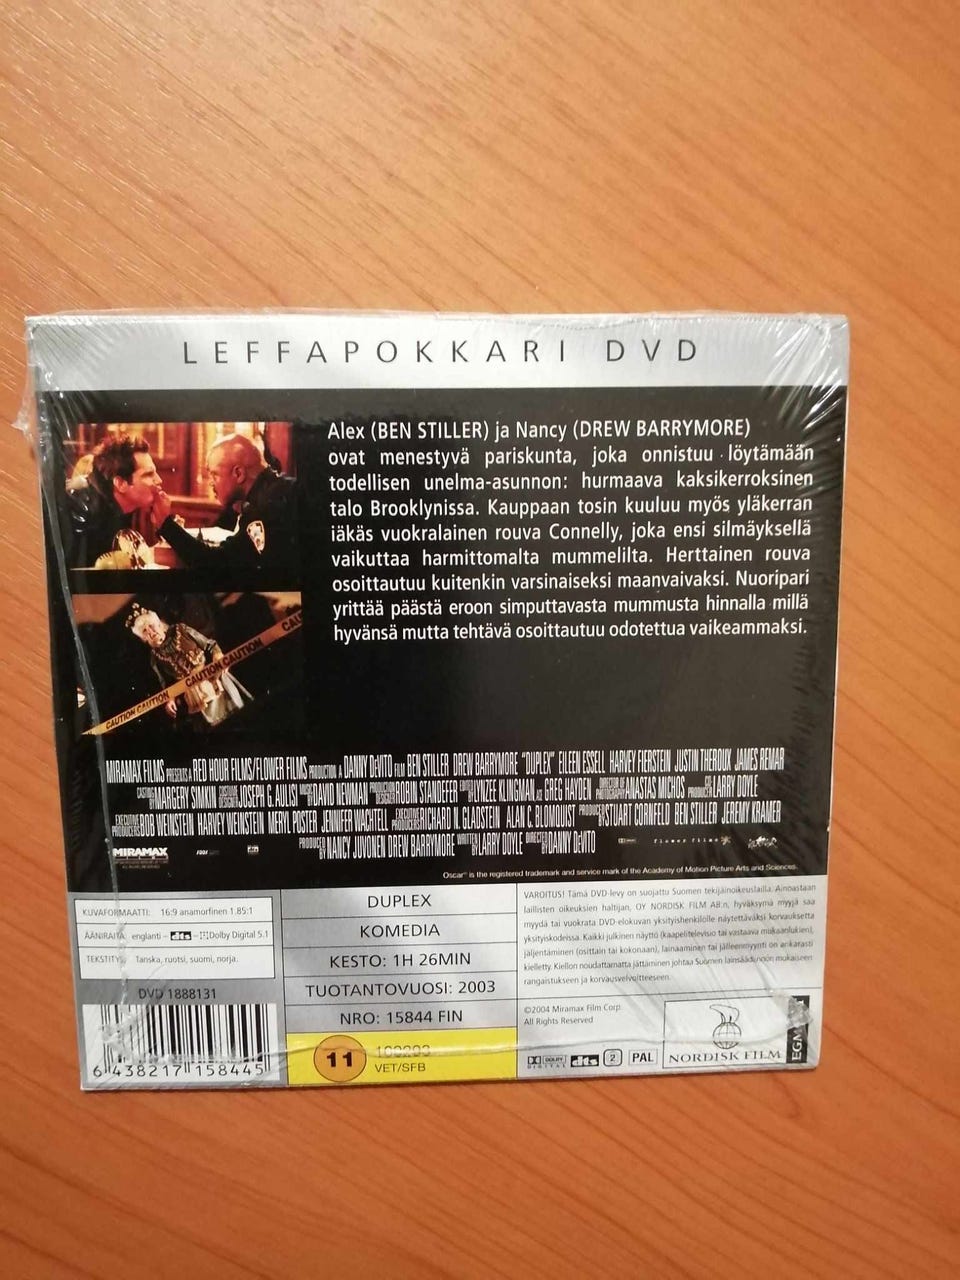 LEFFAPOKKARI DVD
Alex (BEN STILLER) ja Nancy (DREW BARRYMORE)
ovat menestyvä pariskunta, joka onnistuu löytämään
todellisen unelma-asunnon: hurmaava kaksikerroksinen
talo Brooklynissa. Kauppaan tosin kuuluu myös yläkerran
iäkäs vuokralainen rouva Connelly, joka ensi silmäyksellä
vaikuttaa harmittomalta mummelilta. Herttainen rouva
osoittautuu kuitenkin varsinaiseksi maanvaivaksi. Nuoripari
yrittää päästä eroon simputtavasta mummusta hinnalla millä
hyvänsä mutta tehtävä osoittautuu odotettua vaikeammaksi.
CAUTION CAUTION CAUTION CAUTION CAU
MIRAMAX FILMS PRESENTS A RED HOUR FILMS/FLOWER FILMS PRODUCTION A DANNY DeVITO FILM BEN STILLER DREW BARRYMORE "DUPLEX" EILEEN ESSELL HARVEY FIERSTEIN JUSTIN THEROUX JAMES REMAR
CASTING BY MARGERY SIMKIN COSTUME DESIGNER JOSEPH G. AULISI MUSIC BY DAVID NEWMAN PRODUCTION DESIGNER ROBIN STANDEFER EDITED BY LYNZEE KLINGMAN, ACE GREG HAYDEN DIRECTOR OF PHOTOGRAPHY ANASTAS MICHOS CO-PRODUCER LARRY DOYLE
EXECUTIVE PRODUCERS BOB WEINSTEIN HARVEY WEINSTEIN MERYL POSTER JENNIFER WACHTELL EXECUTIVE PRODUCERS RICHARD N. GLADSTEIN ALAN C. BLOMQUIST PRODUCED BY STUART CORNFELD BEN STILLER JEREMY KRAMER
PRODUCED BY NANCY JUVONEN DREW BARRYMORE WRITTEN BY LARRY DOYLE DIRECTED BY DANNY DeVITO
MIRAMAX
dts
flower films
Oscar® is the registered trademark and service mark of the Academy of Motion Picture Arts and Sciences.
KUVAFORMAATTI: 16:9 anamorfinen 1.85:1
ÄÄNIRAITA: englanti - dts - Dolby Digital 5.1
TEKSTITYS: Tanska, ruotsi, suomi, norja.
DVD 1888131
6 438217 158445
DUPLEX
KOMEDIA
KESTO: 1H 26MIN
TUOTANTOVUOSI: 2003
NRO: 15844 FIN
11
VET/SFB
VAROITUS! Tämä DVD-levy on suojattu Suomen tekijäinoikeuslailla. Ainoastaan
laillisten oikeuksien haltijan, OY NORDISK FILM AB:n, hyväksymä myyjä saa
myydä tai vuokrata DVD-elokuvan yksityishenkilölle näytettäväksi korvauksetta
yksityiskodeissa. Kaikki julkinen näyttö (kaapelitelevisio tai vastaava mukaanlukien),
jäljentäminen (osittain tai kokonaan), lainaaminen tai jälleenmyynti on ankarasti
kielletty. Kiellon noudattamatta jättäminen johtaa Suomen lainsäädännön mukaiseen
rangaistukseen ja korvausvelvoitteeseen.
©2004 Miramax Film Corp.
All Rights Reserved
DOLBY DIGITAL dts 2 PAL
NORDISK FILM
EGM